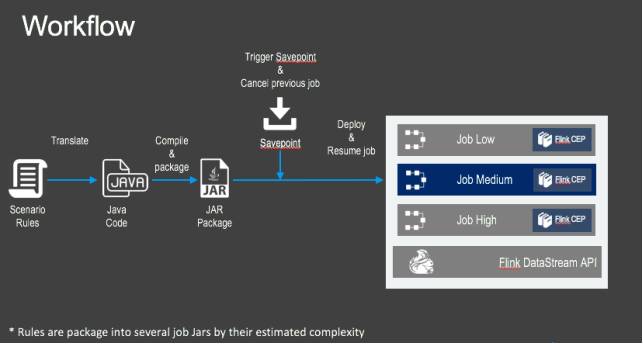 Workflow
Trigger Savepoint
&
Cancel previous job
Translate
Compile
&
package
Savepoint
Deploy
&
Resume job
JAVA
JAR
Scenario
Rules
Java
Code
JAR
Package
Job Low
Flink CEP
Job Medium
Flink CEP
Job High
Flink CEP
Flink DataStream API
* Rules are package into several job Jars by their estimated complexity